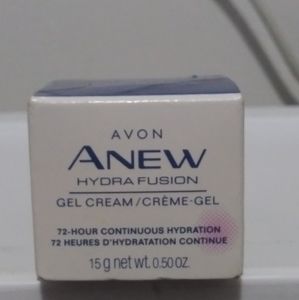 AVON
ANEW
HYDRA FUSION
GEL CREAM/CRÈME-GEL
72-HOUR CONTINUOUS HYDRATION
72 HEURES D'HYDRATATION CONTINUE
15 g net wt. 0.50 OZ.